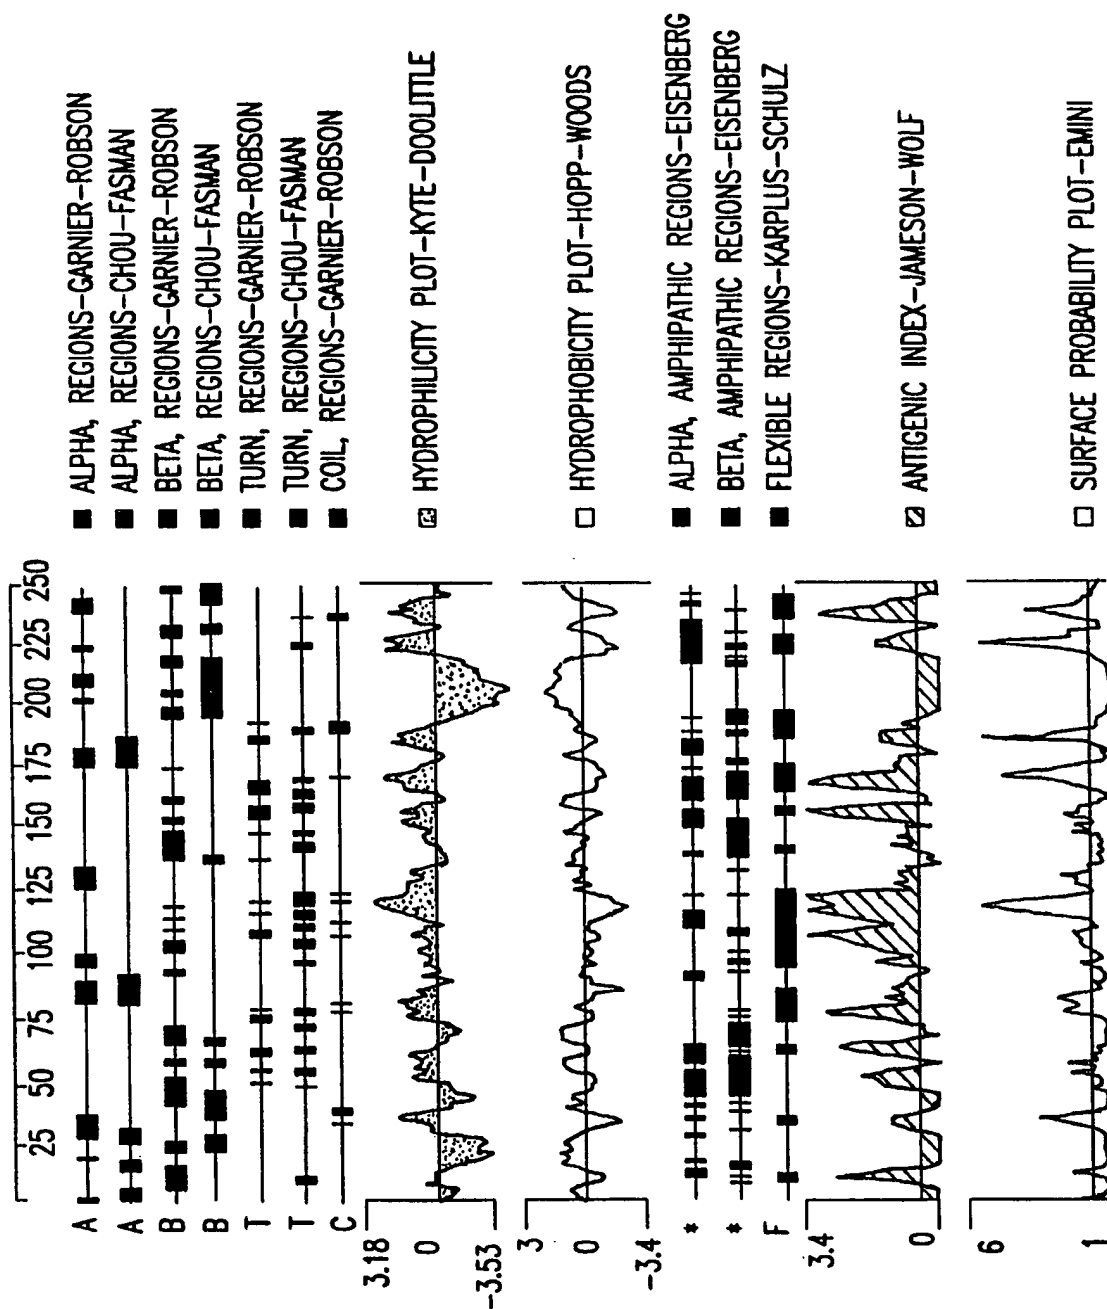 25 50 75 100 125 150 175 200 225 250
A ■ ALPHA, REGIONS-GARNIER-ROBSON
A ■ ALPHA, REGIONS-CHOU-FASMAN
B ■ BETA, REGIONS-GARNIER-ROBSON
B ■ BETA, REGIONS-CHOU-FASMAN
T ■ TURN, REGIONS-GARNIER-ROBSON
T ■ TURN, REGIONS-CHOU-FASMAN
C ■ COIL, REGIONS-GARNIER-ROBSON
3.18
0
-3.53
HYDROPHILICITY PLOT-KYTE-DOOLITTLE
3
0
-3.4
□ HYDROPHOBICITY PLOT-HOPP-WOODS
* ■ ALPHA, AMPHIPATHIC REGIONS-EISENBERG
* ■ BETA, AMPHIPATHIC REGIONS-EISENBERG
F ■ FLEXIBLE REGIONS-KARPLUS-SCHULZ
3.4
0
ANTIGENIC INDEX-JAMESON-WOLF
6
1
□ SURFACE PROBABILITY PLOT-EMINI